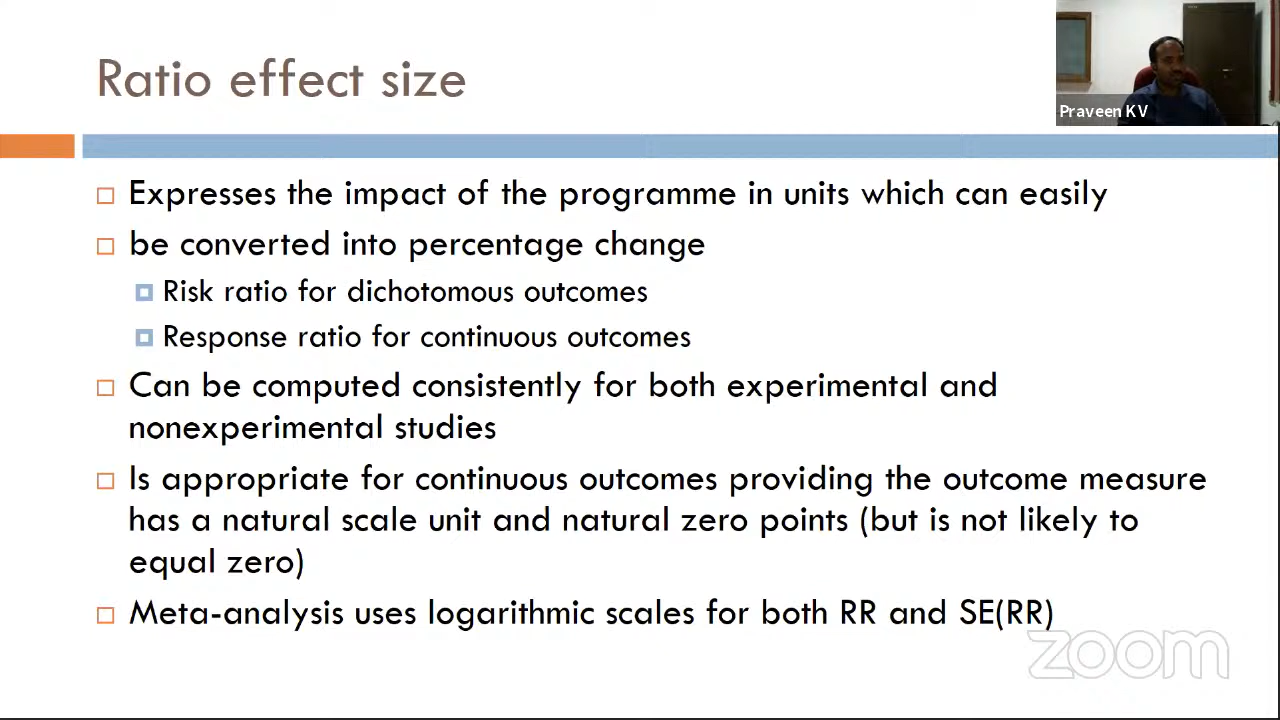 Ratio effect size
Praveen KV
Expresses the impact of the programme in units which can easily
be converted into percentage change
Risk ratio for dichotomous outcomes
Response ratio for continuous outcomes
Can be computed consistently for both experimental and
nonexperimental studies
Is appropriate for continuous outcomes providing the outcome measure
has a natural scale unit and natural zero points (but is not likely to
equal zero)
Meta-analysis uses logarithmic scales for both RR and SE(RR)
zoom